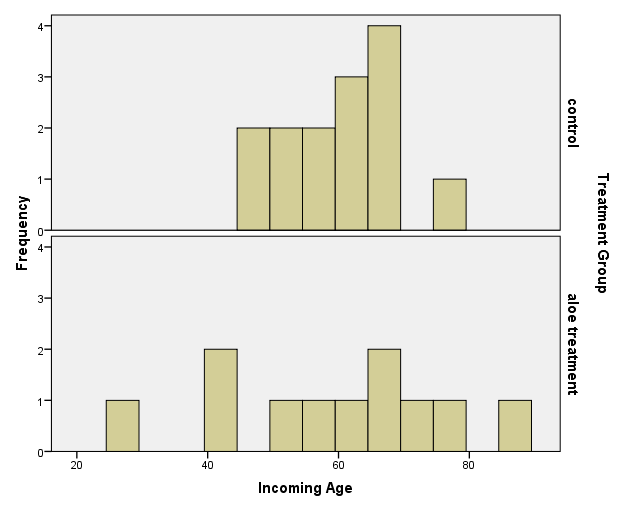 4
3
2
1
0
control
4
3
2
1
0
aloe treatment
Frequency
Treatment Group
20 40 60 80
Incoming Age